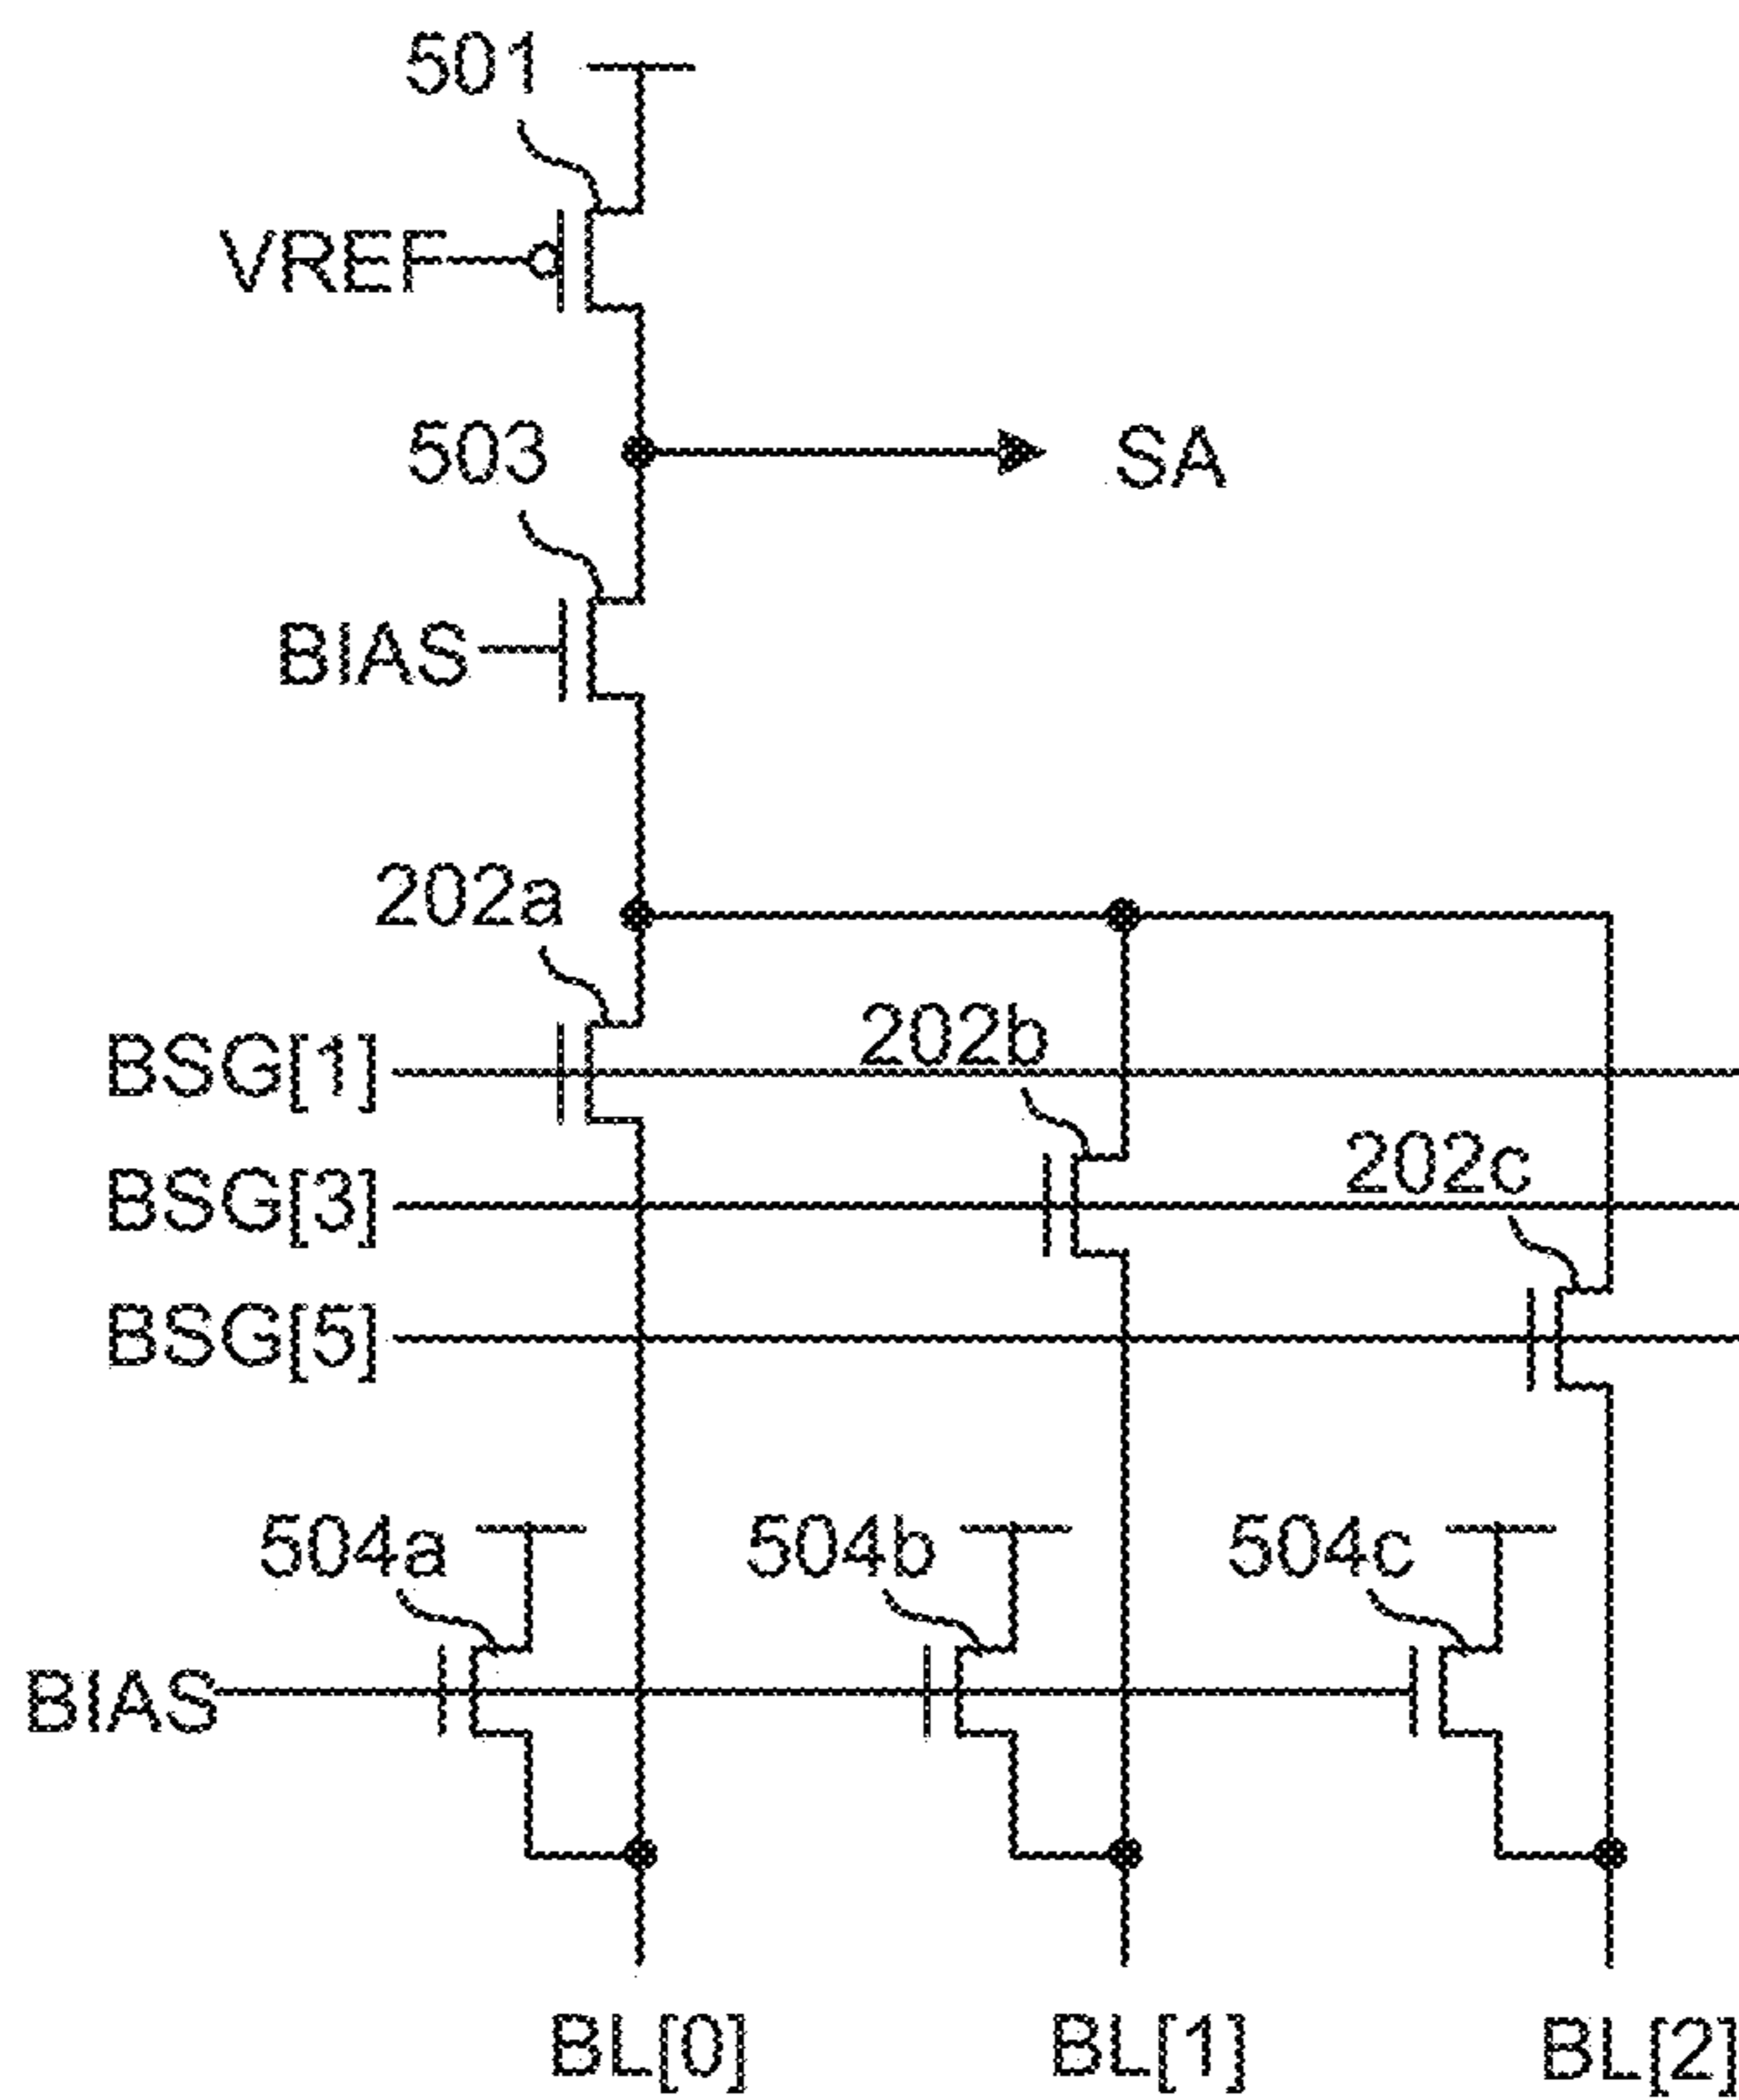 501
VREF
503
SA
BIAS
202a
BSG[1]
202b
BSG[3]
202c
BSG[5]
504a
504b
504c
BIAS
BL[0]
BL[1]
BL[2]